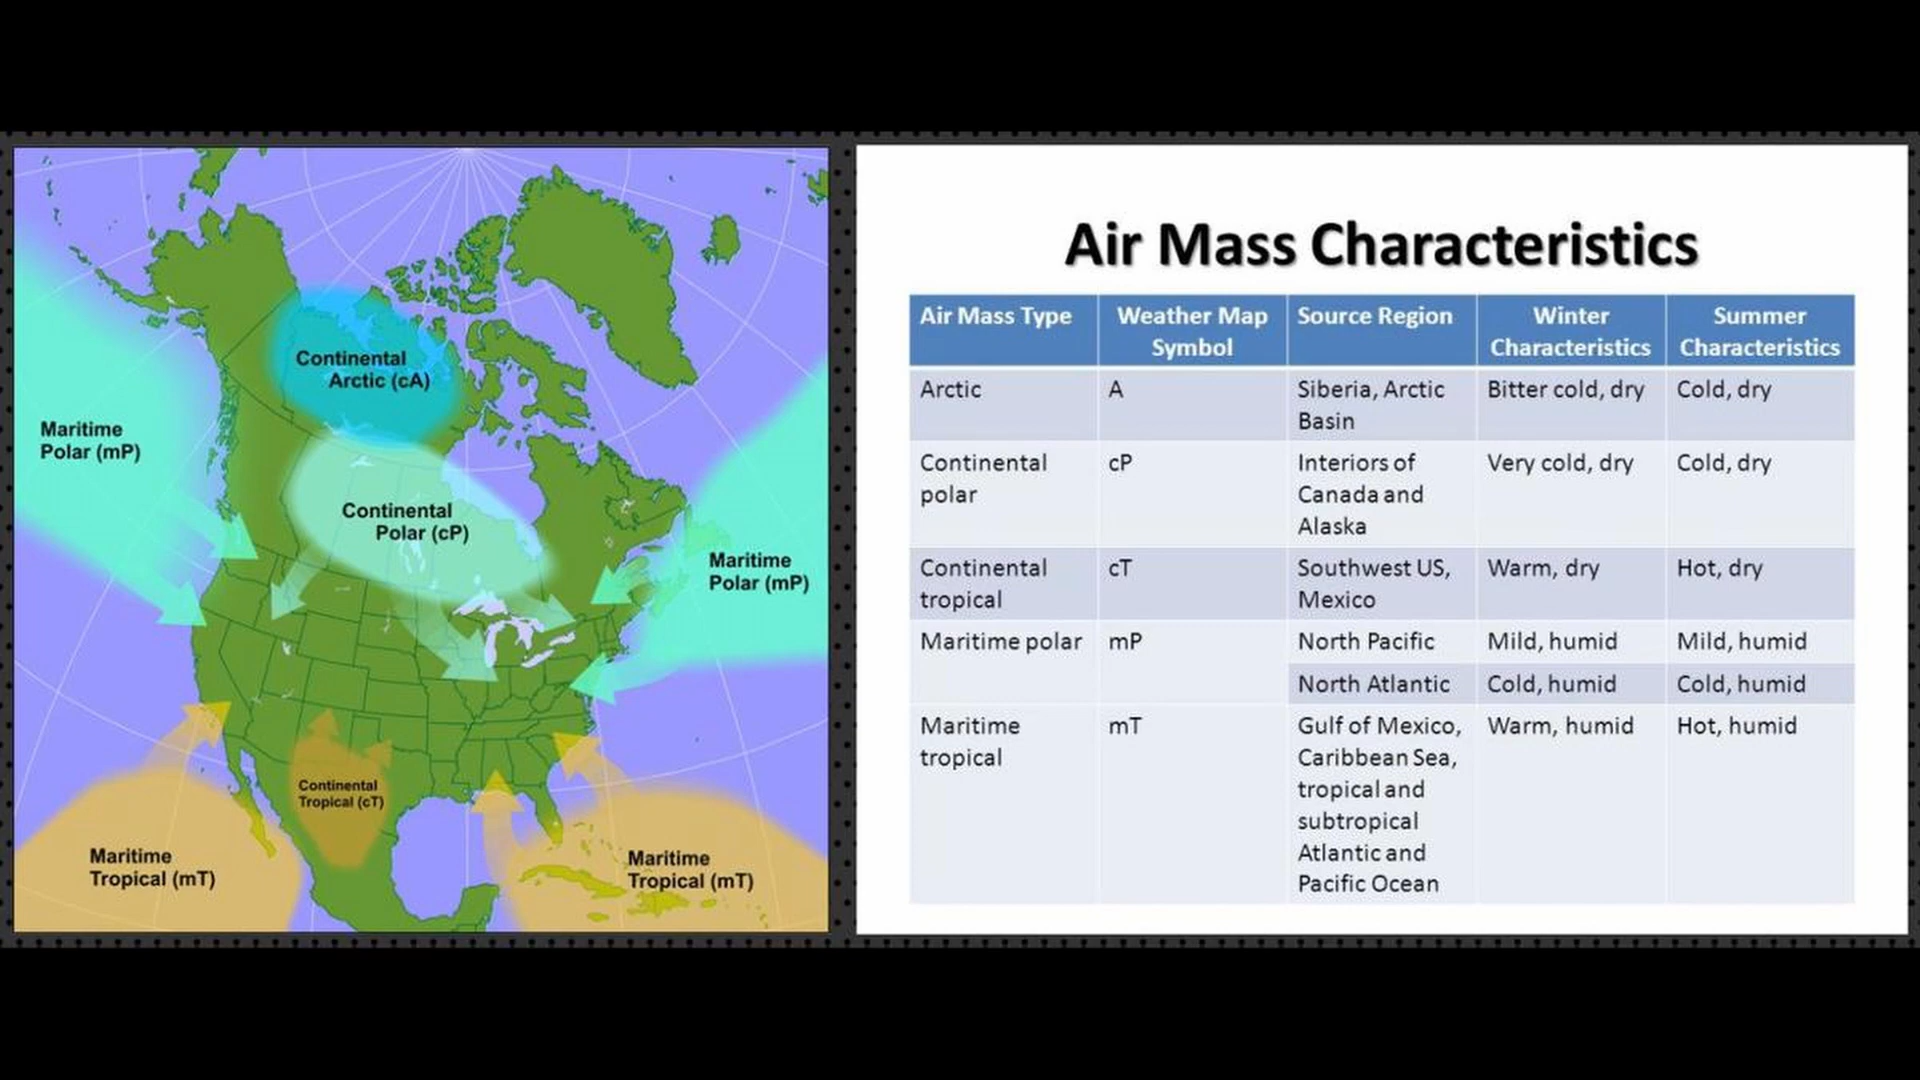 Continental
Arctic (cA)
Maritime
Polar (mP)
Continental
Polar (cP)
Maritime
Polar (mP)
Continental
Tropical (cT)
Maritime
Tropical (mT)
Maritime
Tropical (mT)
Air Mass Characteristics
Air Mass Type
Weather Map
Symbol
Source Region
Winter
Characteristics
Summer
Characteristics
Arctic
A
Siberia, Arctic
Basin
Bitter cold, dry
Cold, dry
Continental
polar
cP
Interiors of
Canada and
Alaska
Very cold, dry
Cold, dry
Continental
tropical
cT
Southwest US,
Mexico
Warm, dry
Hot, dry
Maritime polar
mP
North Pacific
Mild, humid
Mild, humid
North Atlantic
Cold, humid
Cold, humid
Maritime
tropical
mT
Gulf of Mexico,
Caribbean Sea,
tropical and
subtropical
Atlantic and
Pacific Ocean
Warm, humid
Hot, humid